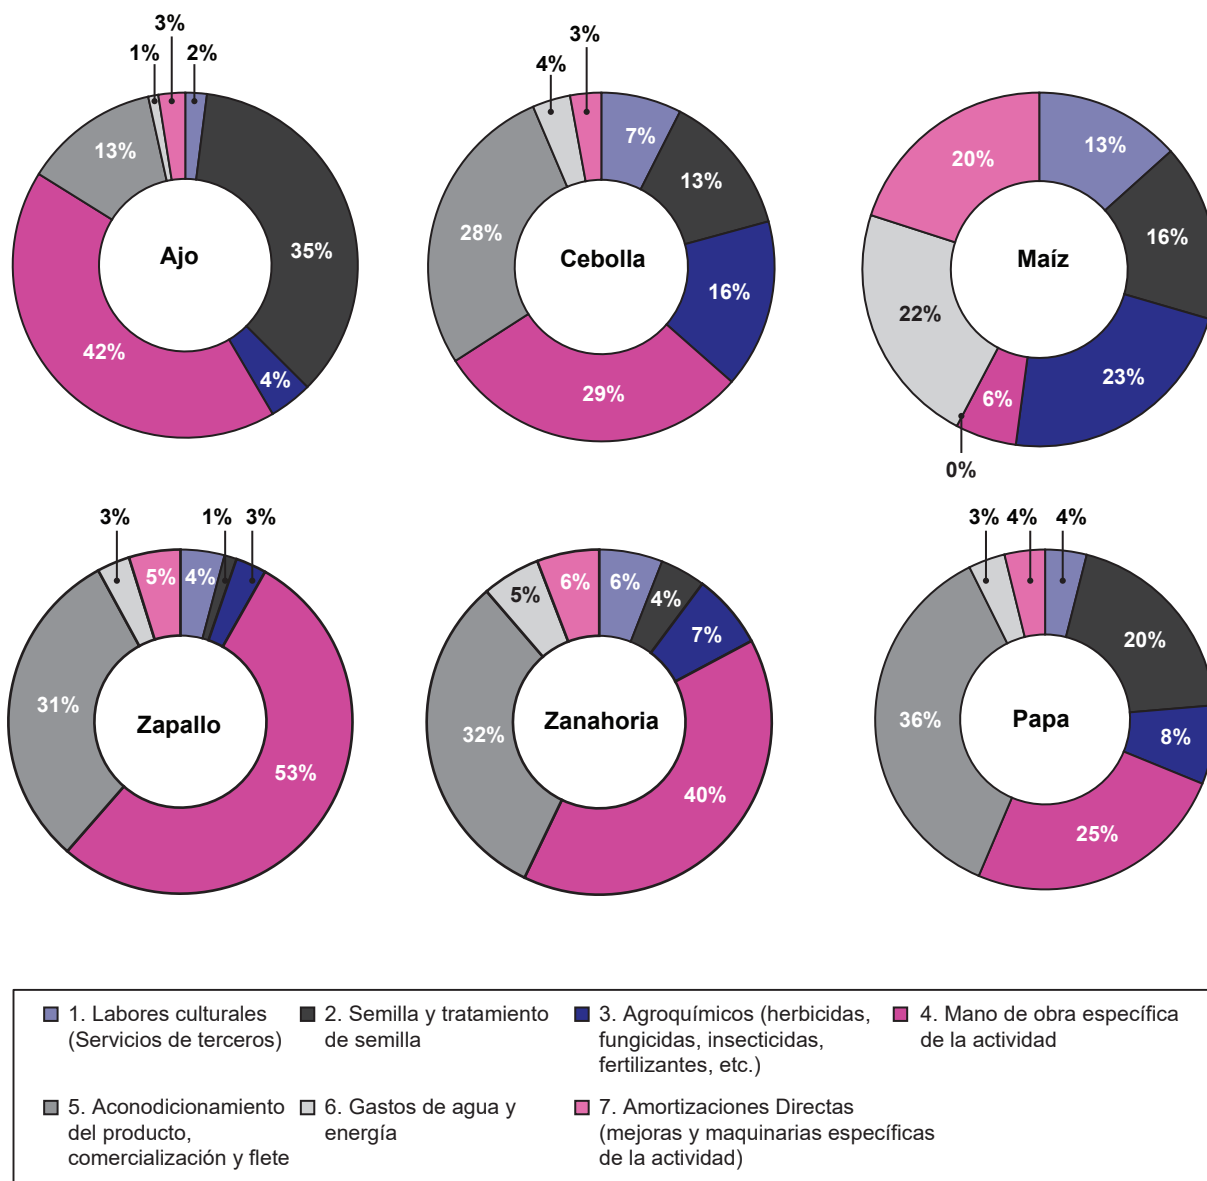 3%
1%
2%
13%
35%
Ajo
42%
4%
3%
4%
7%
13%
28%
Cebolla
16%
29%
20%
13%
16%
Maíz
22%
23%
6%
0%
3%
1%
3%
5%
4%
31%
Zapallo
53%
6%
6%
5%
4%
7%
32%
Zanahoria
40%
3%
4%
4%
20%
36%
Papa
8%
25%
1. Labores culturales
(Servicios de terceros)
2. Semilla y tratamiento
de semilla
3. Agroquímicos (herbicidas,
fungicidas, insecticidas,
fertilizantes, etc.)
4. Mano de obra específica
de la actividad
5. Aconodicionamiento
del producto,
comercialización y flete
6. Gastos de agua y
energía
7. Amortizaciones Directas
(mejoras y maquinarias específicas
de la actividad)